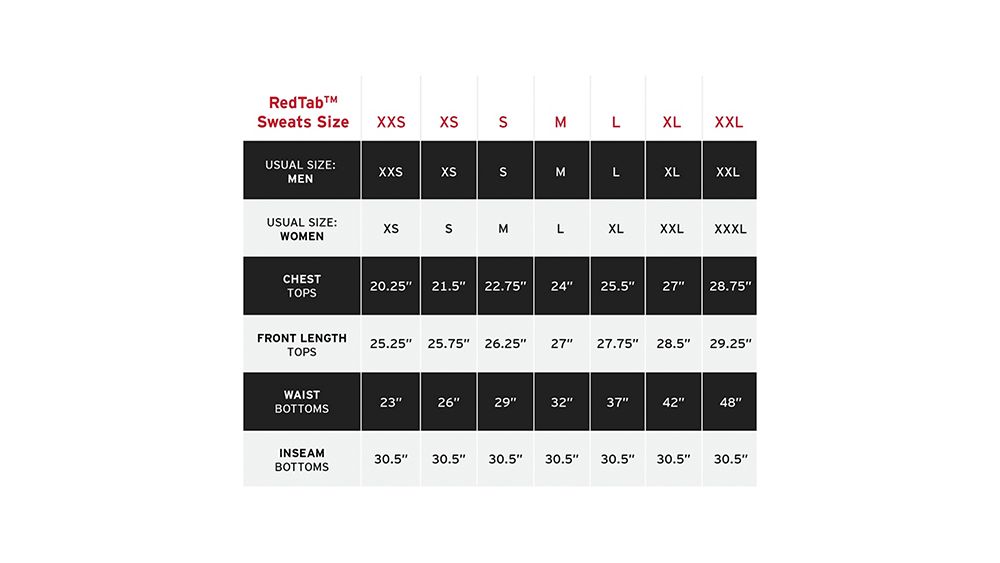 RedTab™
Sweats Size XXS XS S M L XL XXL
USUAL SIZE:
MEN XXS XS S M L XL XXL
USUAL SIZE:
WOMEN XS S M L XL XXL XXXL
CHEST
TOPS 20.25" 21.5" 22.75" 24" 25.5" 27" 28.75"
FRONT LENGTH
TOPS 25.25" 25.75" 26.25" 27" 27.75" 28.5" 29.25"
WAIST
BOTTOMS 23" 26" 29" 32" 37" 42" 48"
INSEAM
BOTTOMS 30.5" 30.5" 30.5" 30.5" 30.5" 30.5" 30.5"